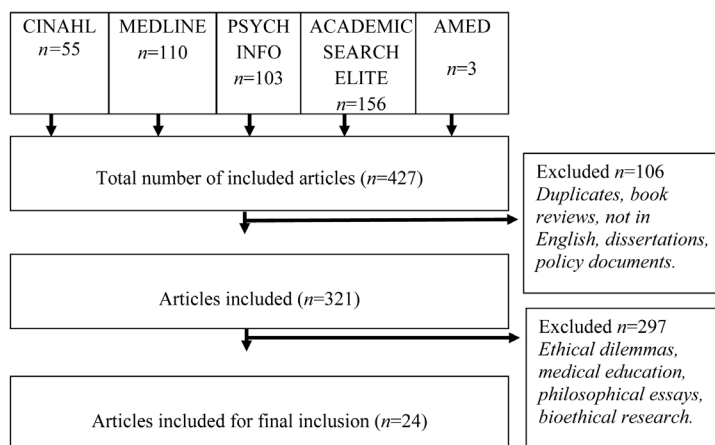 CINAHL
n=55
MEDLINE
n=110
PSYCH
INFO
n=103
ACADEMIC
SEARCH
ELITE
n=156
AMED
n=3
Total number of included articles (n=427)
Excluded n=106
Duplicates, book
reviews, not in
English, dissertations,
policy documents.
Articles included (n=321)
Excluded n=297
Ethical dilemmas,
medical education,
philosophical essays,
bioethical research.
Articles included for final inclusion (n=24)